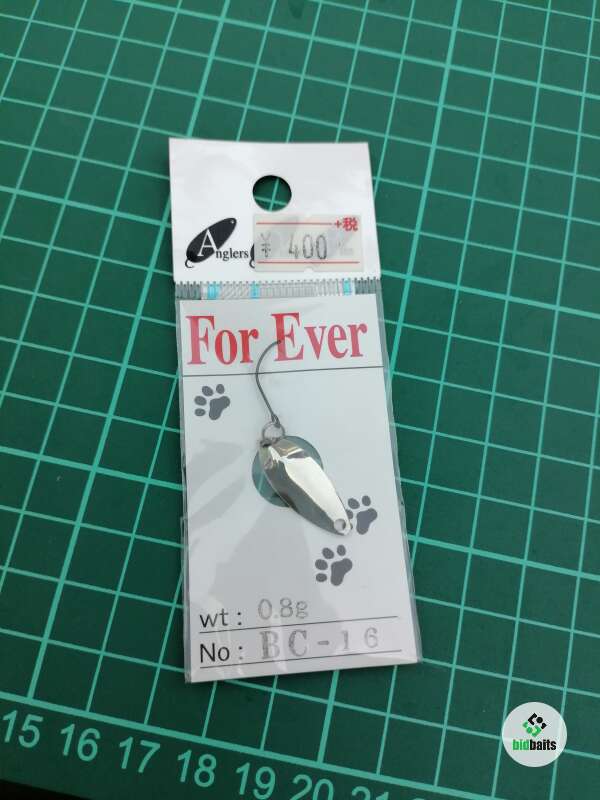 Anglers
+税
¥ 400
For Ever
wt : 0.8g
No : BC-16
15 16 17 18 19 20 21
bidbaits